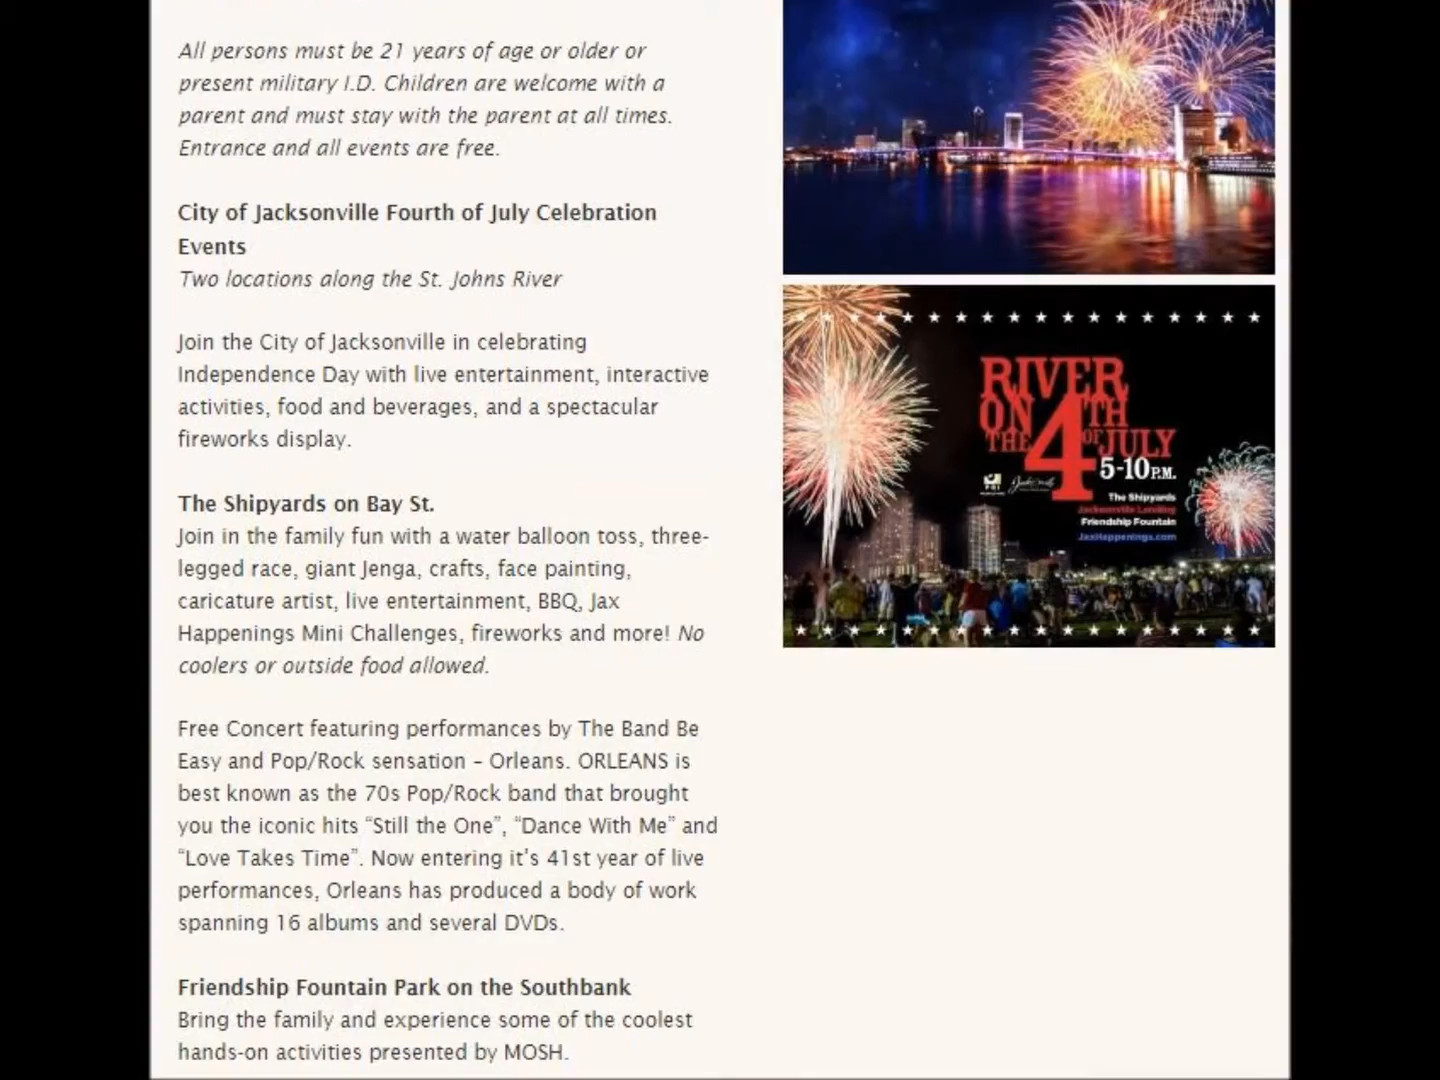 All persons must be 21 years of age or older or
present military I.D. Children are welcome with a
parent and must stay with the parent at all times.
Entrance and all events are free.
City of Jacksonville Fourth of July Celebration
Events
Two locations along the St. Johns River
Join the City of Jacksonville in celebrating
Independence Day with live entertainment, interactive
activities, food and beverages, and a spectacular
fireworks display.
The Shipyards on Bay St.
Join in the family fun with a water balloon toss, three-
legged race, giant Jenga, crafts, face painting,
caricature artist, live entertainment, BBQ, Jax
Happenings Mini Challenges, fireworks and more! No
coolers or outside food allowed.
Free Concert featuring performances by The Band Be
Easy and Pop/Rock sensation – Orleans. ORLEANS is
best known as the 70s Pop/Rock band that brought
you the iconic hits “Still the One”, “Dance With Me” and
“Love Takes Time”. Now entering it’s 41st year of live
performances, Orleans has produced a body of work
spanning 16 albums and several DVDs.
Friendship Fountain Park on the Southbank
Bring the family and experience some of the coolest
hands-on activities presented by MOSH.
RIVER
ON 4TH
THE OF JULY
5-10 P.M.
The Shipyards
Jacksonville Landing
Friendship Fountain
JaxHappenings.com